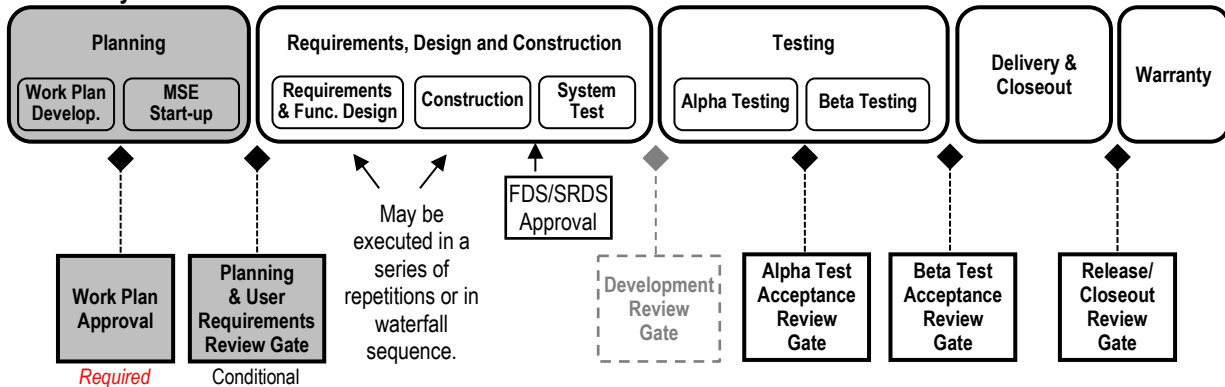 Planning
Work Plan
Develop.
MSE
Start-up
Requirements, Design and Construction
Requirements
& Func. Design
Construction
System
Test
Testing
Alpha Testing
Beta Testing
Delivery &
Closeout
Warranty
Work Plan
Approval
Required
Planning
& User
Requirements
Review Gate
Conditional
May be
executed in a
series of
repetitions or in
waterfall
sequence.
FDS/SRDS
Approval
Development
Review
Gate
Alpha Test
Acceptance
Review
Gate
Beta Test
Acceptance
Review
Gate
Release/
Closeout
Review
Gate